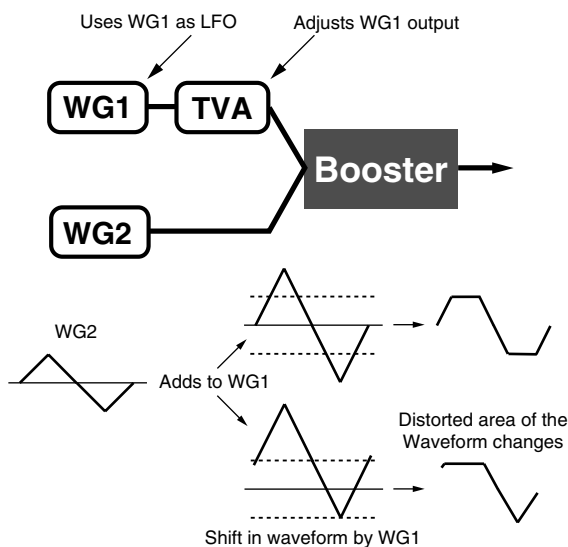 Uses WG1 as LFO
Adjusts WG1 output
WG1
TVA
Booster
WG2
WG2
Adds to WG1
Distorted area of the
Waveform changes
Shift in waveform by WG1